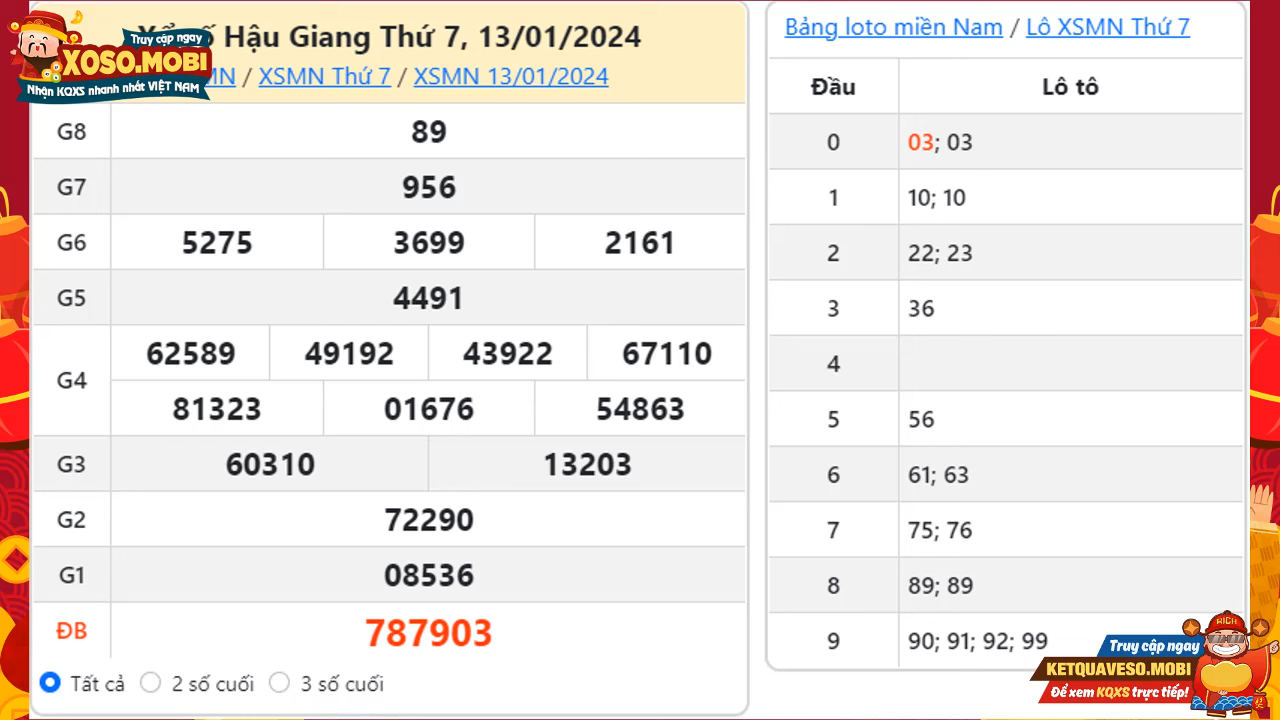 Truy cập ngay
XOSO.MOBI
Nhận KQXS nhanh nhất VIỆT NAM
Hậu Giang Thứ 7, 13/01/2024
/ XSMN Thứ 7 / XSMN 13/01/2024
G8 89
G7 956
G6 5275 3699 2161
G5 4491
G4 62589 49192 43922 67110
81323 01676 54863
G3 60310 13203
G2 72290
G1 08536
ĐB 787903
Tất cả 2 số cuối 3 số cuối
Bảng loto miền Nam / Lô XSMN Thứ 7
Đầu Lô tô
0 03; 03
1 10; 10
2 22; 23
3 36
4
5 56
6 61; 63
7 75; 76
8 89; 89
9 90; 91; 92; 99
RICH
Truy cập ngay
KETQUAVESO.MOBI
Để xem KQXS trực tiếp!